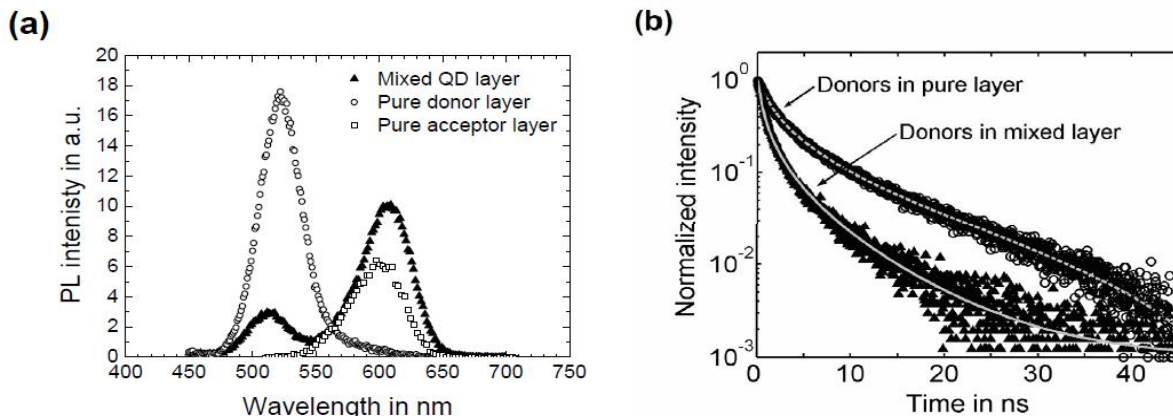 (a)
20
18
16
14
12
10
8
6
4
2
0
PL intenisty in a.u.
Mixed QD layer
Pure donor layer
Pure acceptor layer
400 450 500 550 600 650 700 750
Wavelength in nm
(b)
10^0
10^-1
10^-2
10^-3
Normalized intensity
Donors in pure layer
Donors in mixed layer
0 10 20 30 40
Time in ns